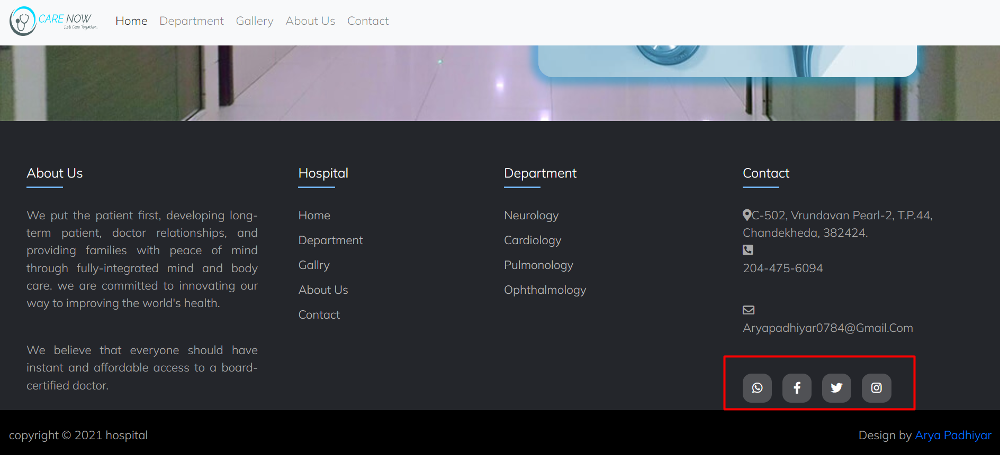 CARE NOW
Let's Care Togather..
Home
Department
Gallery
About Us
Contact
About Us
We put the patient first, developing long-
term patient, doctor relationships, and
providing families with peace of mind
through fully-integrated mind and body
care. we are committed to innovating our
way to improving the world's health.
We believe that everyone should have
instant and affordable access to a board-
certified doctor.
Hospital
Home
Department
Gallry
About Us
Contact
Department
Neurology
Cardiology
Pulmonology
Ophthalmology
Contact
C-502, Vrundavan Pearl-2, T.P.44,
Chandekheda, 382424.
204-475-6094
Aryapadhiyar0784@Gmail.Com
copyright © 2021 hospital
Design by Arya Padhiyar